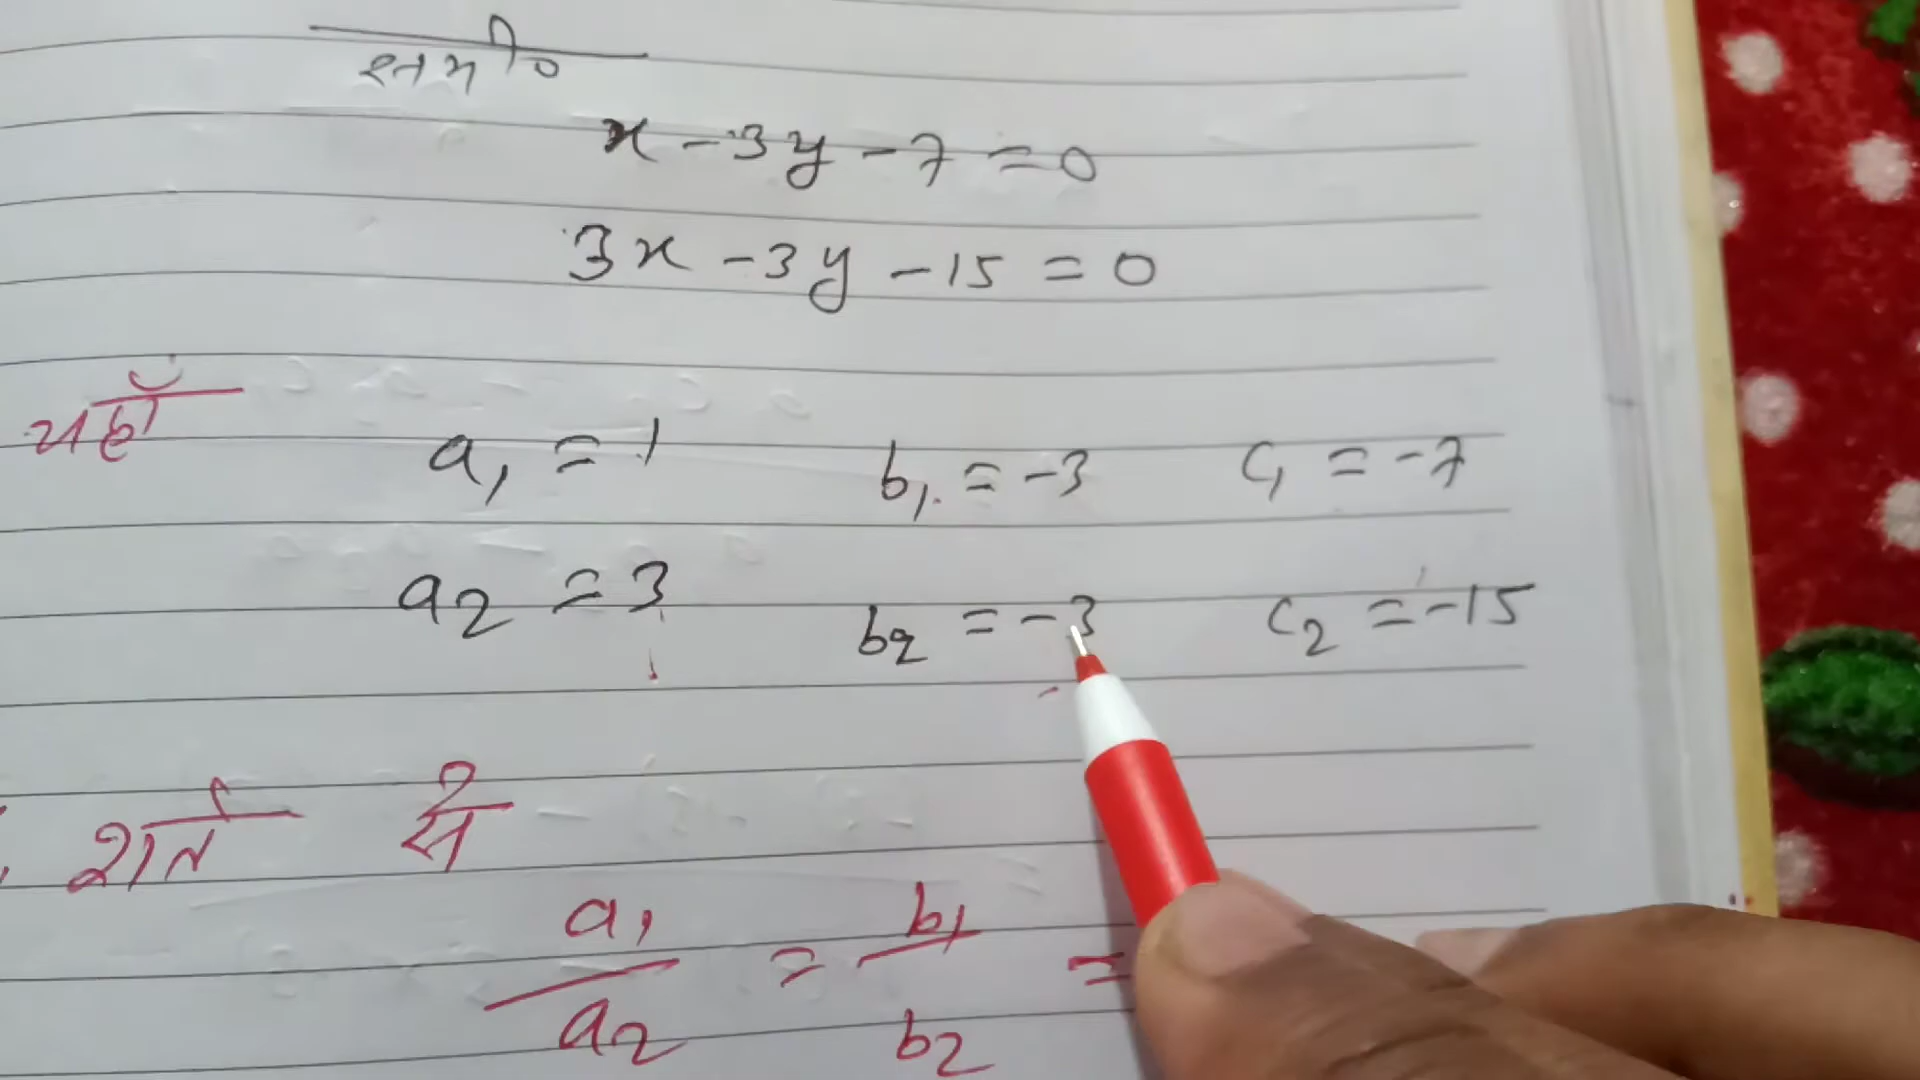 समी०
x - 3y - 7 = 0
3x - 3y - 15 = 0
यहाँ a₁ = 1 b₁ = -3 c₁ = -7
a₂ = 3 b₂ = -3 c₂ = -15
शर्त से
a₁/a₂ = b₁/b₂ =